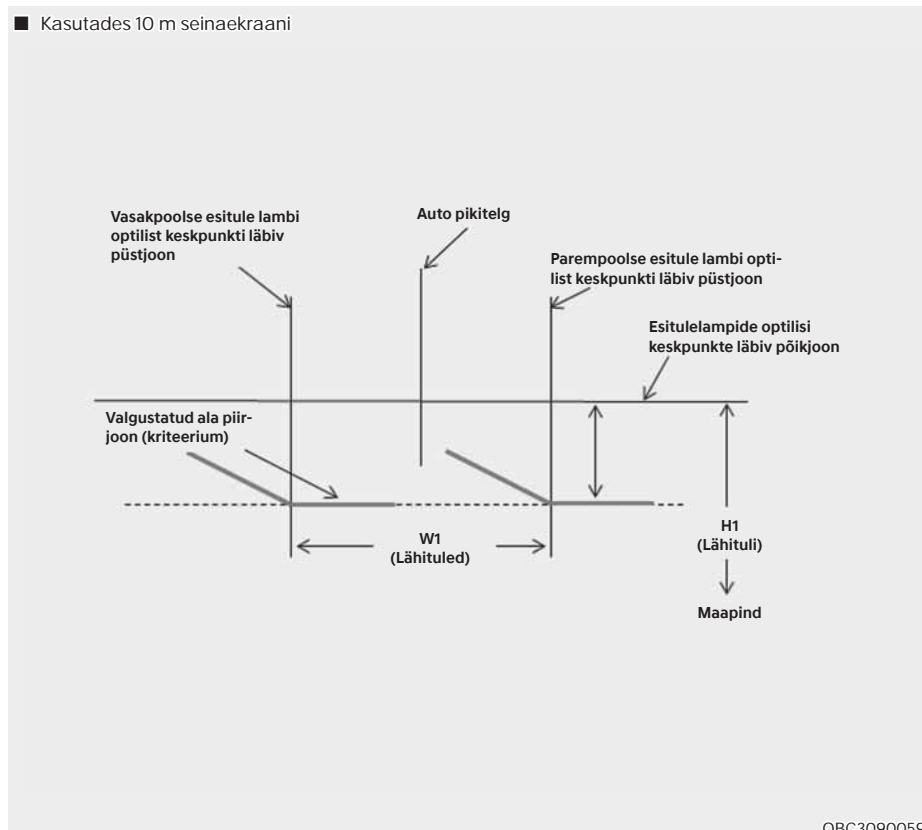 ■ Kasutades 10 m seinaekraani
Vasakpoolse esitule lambi
optilist keskpunkti läbiv
püstjoon
Auto pikitelg
Parempoolse esitule lambi opti-
list keskpunkti läbiv püstjoon
Esitulelampide optilisi
keskpunkte läbiv põikjoon
Valgustatud ala piir-
joon (kriteerium)
W1
(Lähituled)
H1
(Lähituli)
Maapind
OBC3090059